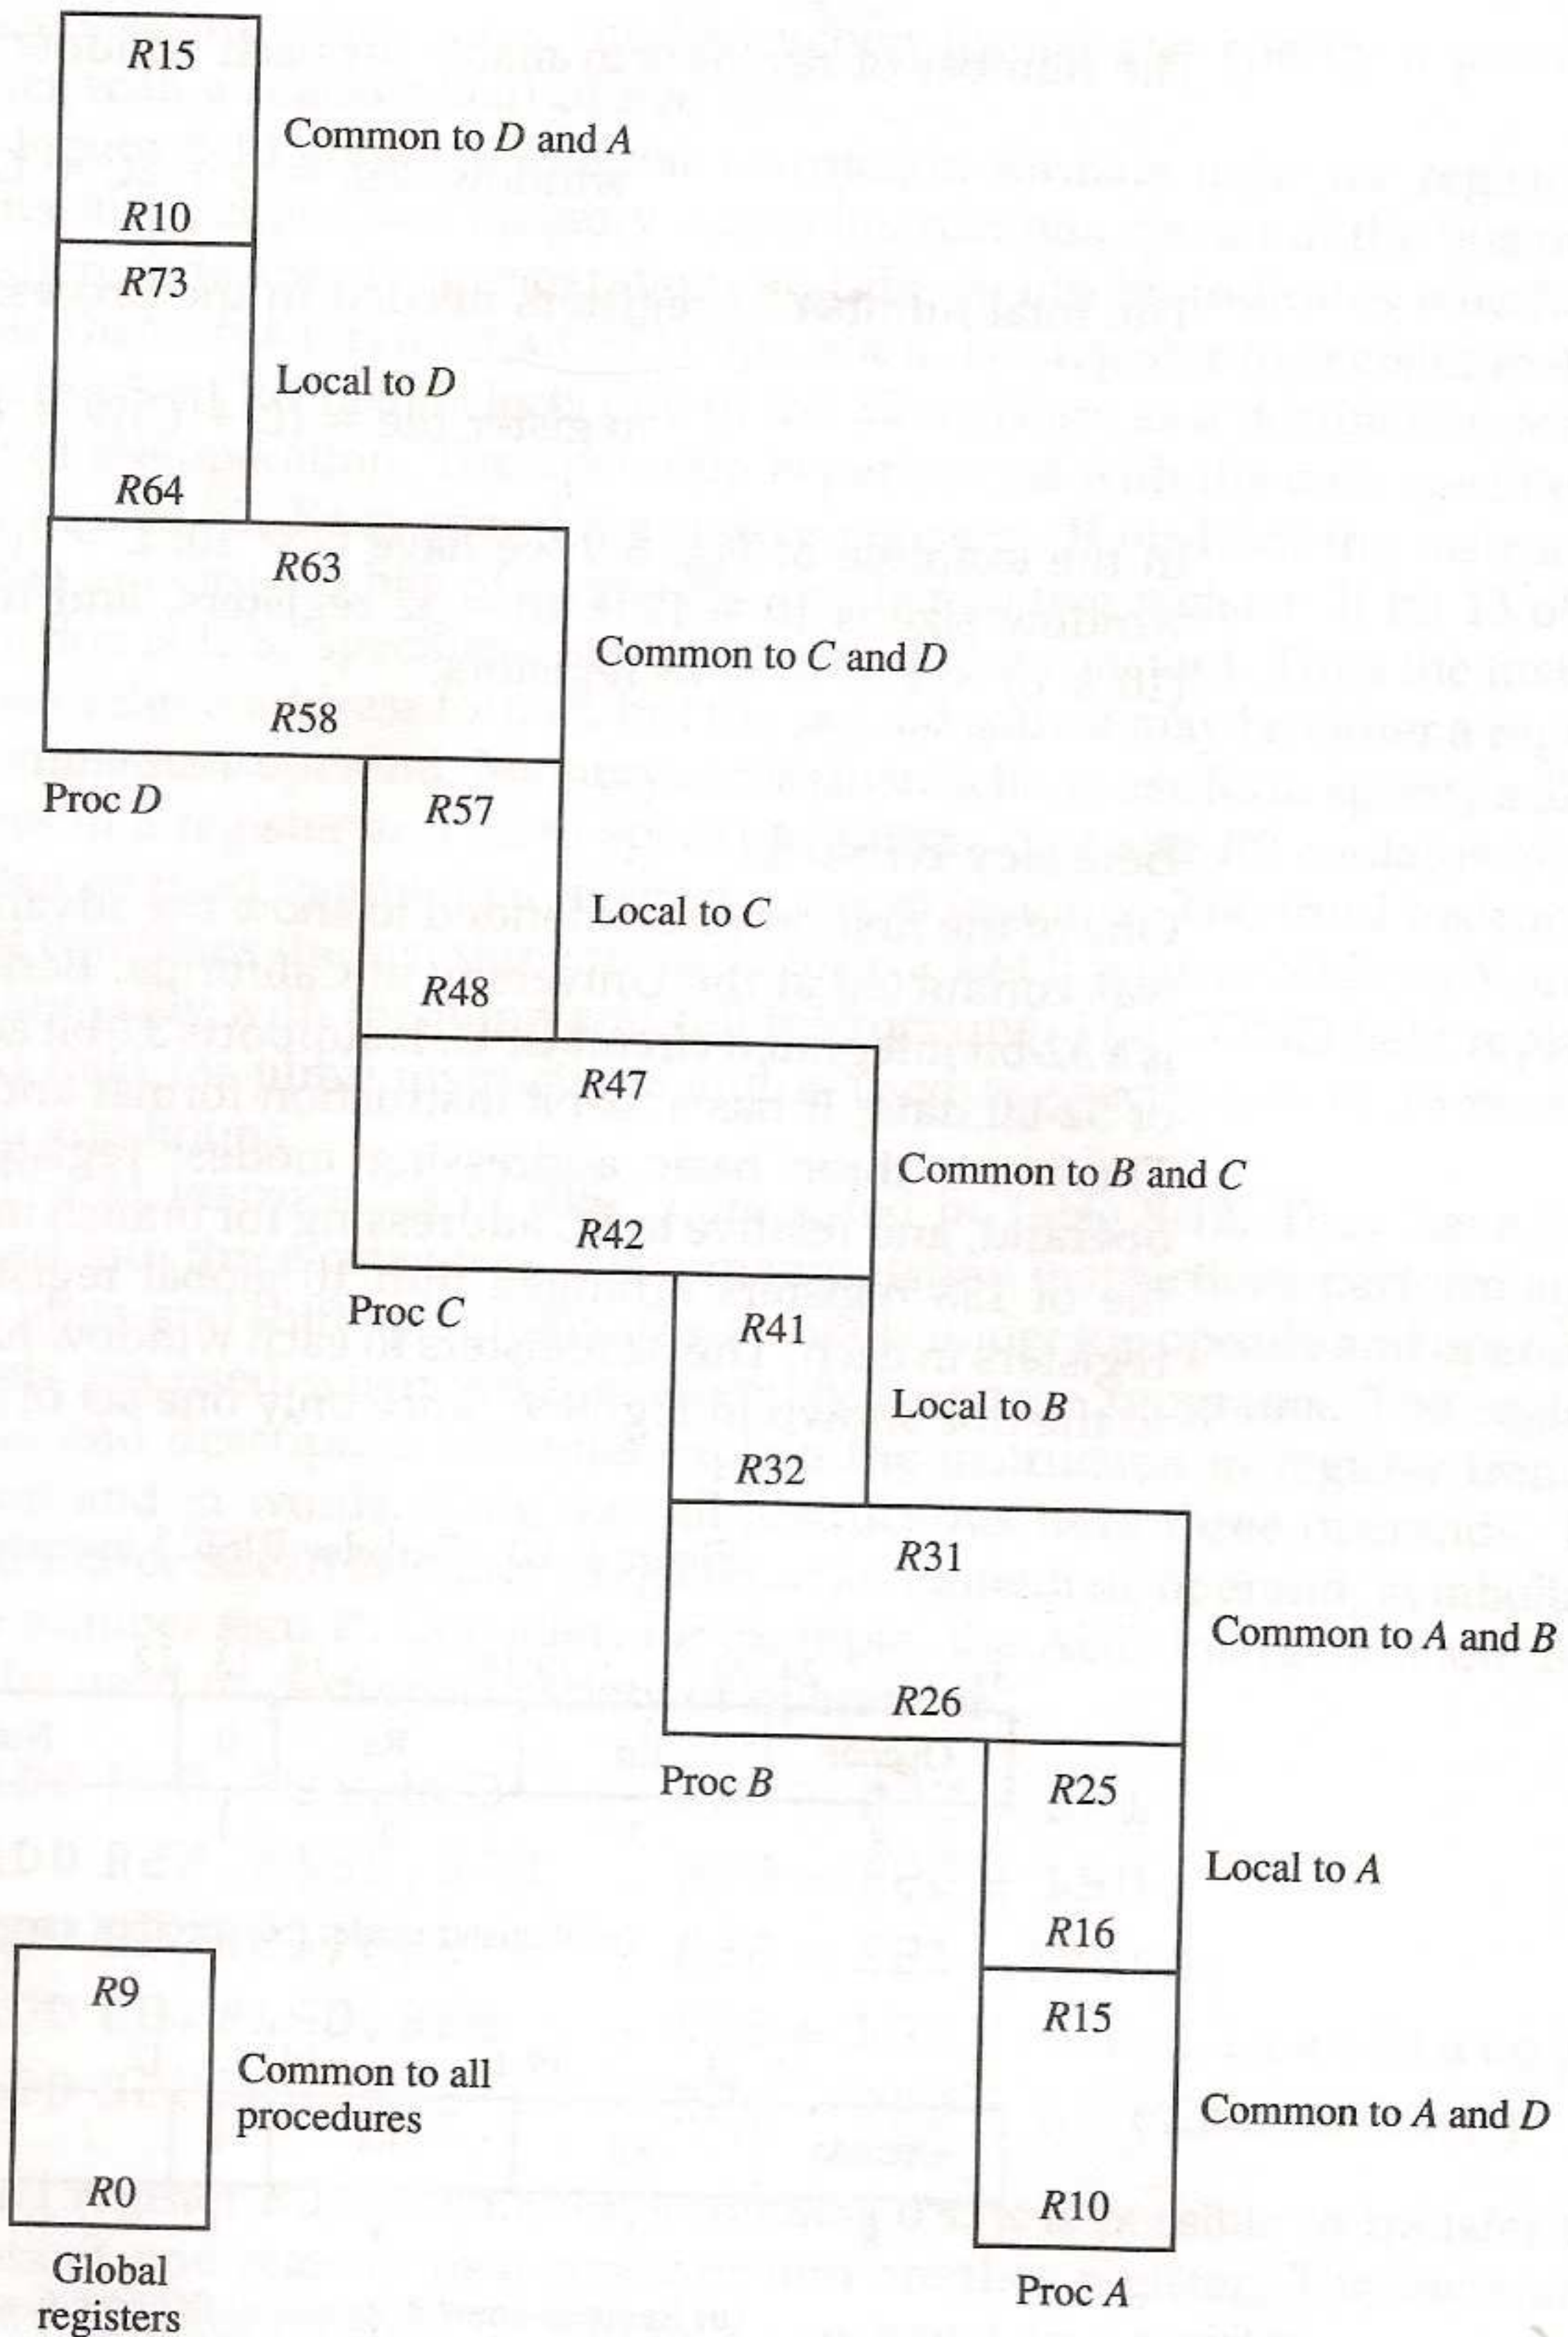 R15
Common to D and A
R10
R73
Local to D
R64
R63
Common to C and D
R58
Proc D
R57
Local to C
R48
R47
Common to B and C
R42
Proc C
R41
Local to B
R32
R31
Common to A and B
R26
Proc B
R25
Local to A
R16
R9
R15
Common to all
procedures
Common to A and D
R0
R10
Global
registers
Proc A